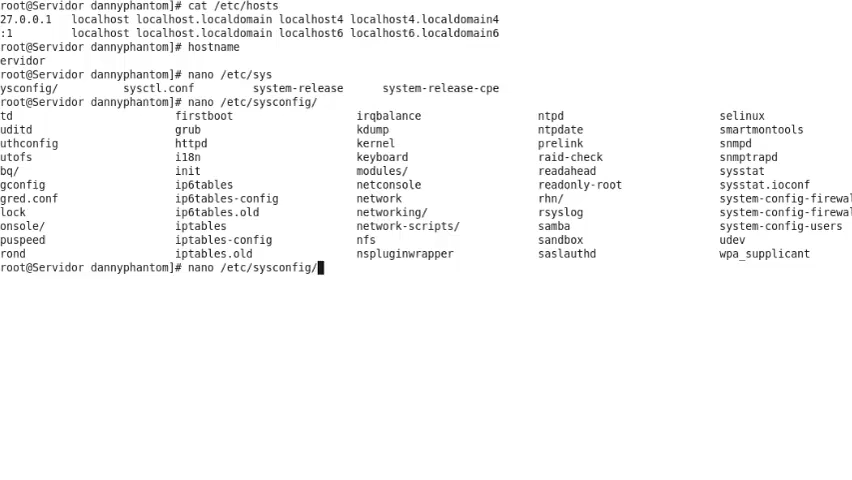 root@Servidor dannyphantom]# cat /etc/hosts
27.0.0.1   localhost localhost.localdomain localhost4 localhost4.localdomain4
:1         localhost localhost.localdomain localhost6 localhost6.localdomain6
root@Servidor dannyphantom]# hostname
ervidor
root@Servidor dannyphantom]# nano /etc/sys
ysconfig/          sysctl.conf         system-release      system-release-cpe
root@Servidor dannyphantom]# nano /etc/sysconfig/
td                         firstboot                   irqbalance                  ntpd                        selinux
uditd                      grub                        kdump                       ntpdate                     smartmontools
uthconfig                  httpd                       kernel                      prelink                     snmpd
utofs                      i18n                        keyboard                    raid-check                  snmptrapd
bq/                        init                        modules/                    readahead                   sysstat
gconfig                    ip6tables                   netconsole                  readonly-root               sysstat.ioconf
gred.conf                  ip6tables-config            network                     rhn/                        system-config-firewal
lock                       ip6tables.old               networking/                 rsyslog                     system-config-firewal
onsole/                    iptables                    network-scripts/            samba                       system-config-users
puspeed                    iptables-config             nfs                         sandbox                     udev
rond                       iptables.old                nspluginwrapper             saslauthd                   wpa_supplicant
root@Servidor dannyphantom]# nano /etc/sysconfig/